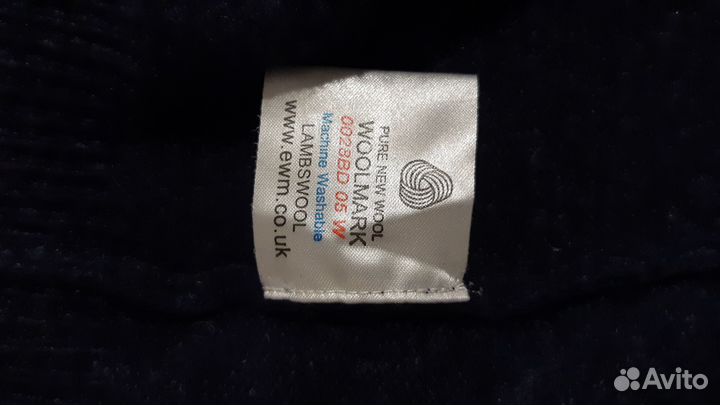 PURE NEW WOOL
WOOLMARK
0023BD 05 W
Machine Washable
LAMBSWOOL
www.ewm.co.uk
Avito